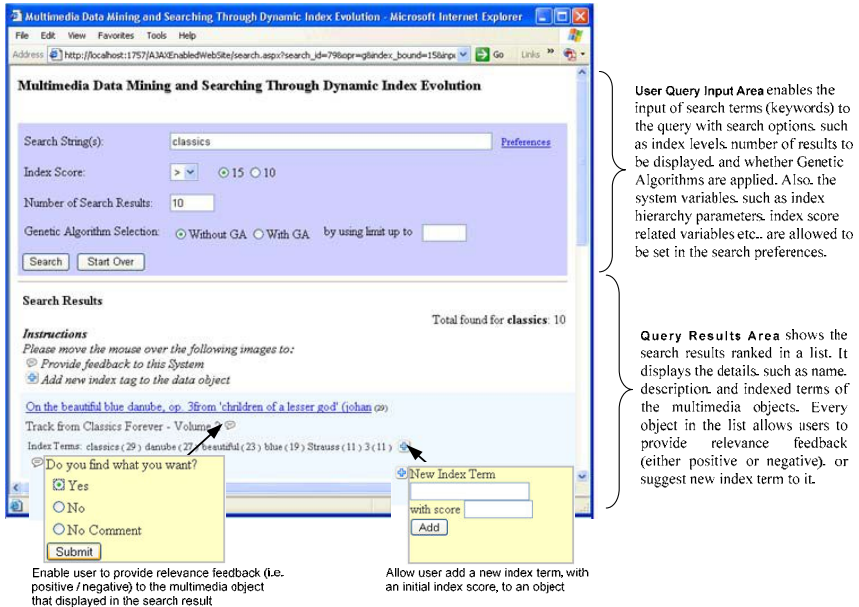 Multimedia Data Mining and Searching Through Dynamic Index Evolution - Microsoft Internet Explorer
File Edit View Favorites Tools Help
Address http://localhost:1757/AJAXEnabledWebSite/search.aspx?search_id=79&opr=g&index_bound=15&inp Go Links »
Multimedia Data Mining and Searching Through Dynamic Index Evolution
Search String(s): classics Preferences
Index Score: > 15 10
Number of Search Results: 10
Genetic Algorithm Selection: Without GA With GA by using limit up to
Search Start Over
Search Results
Total found for classics: 10
Instructions
Please move the mouse over the following images to:
Provide feedback to this System
Add new index tag to the data object
On the beautiful blue danube, op. 3from 'chnildren of a lesser god' (johan (29)
Track from Classics Forever - Volume
Index Terms: classics (29) danube (27) beautiful (23) blue (19) Strauss (11) 3 (11)
Do you find what you want?
Yes
No
No Comment
Submit
New Index Term
with score
Add
Enable user to provide relevance feedback (i.e.
positive / negative) to the multimedia object
that displayed in the search result
Allow user add a new index term, with
an initial index score, to an object
User Query Input Area enables the
input of search terms (keywords) to
the query with search options. such
as index levels. number of results to
be displayed. and whether Genetic
Algorithms are applied. Also. the
system variables. such as index
hierarchy parameters. index score
related variables etc.. are allowed to
be set in the search preferences.
Query Results Area shows the
search results ranked in a list. It
displays the details. such as name.
description. and indexed terms of
the multimedia objects. Every
object in the list allows users to
provide relevance feedback
(either positive or negative). or
suggest new index term to it.